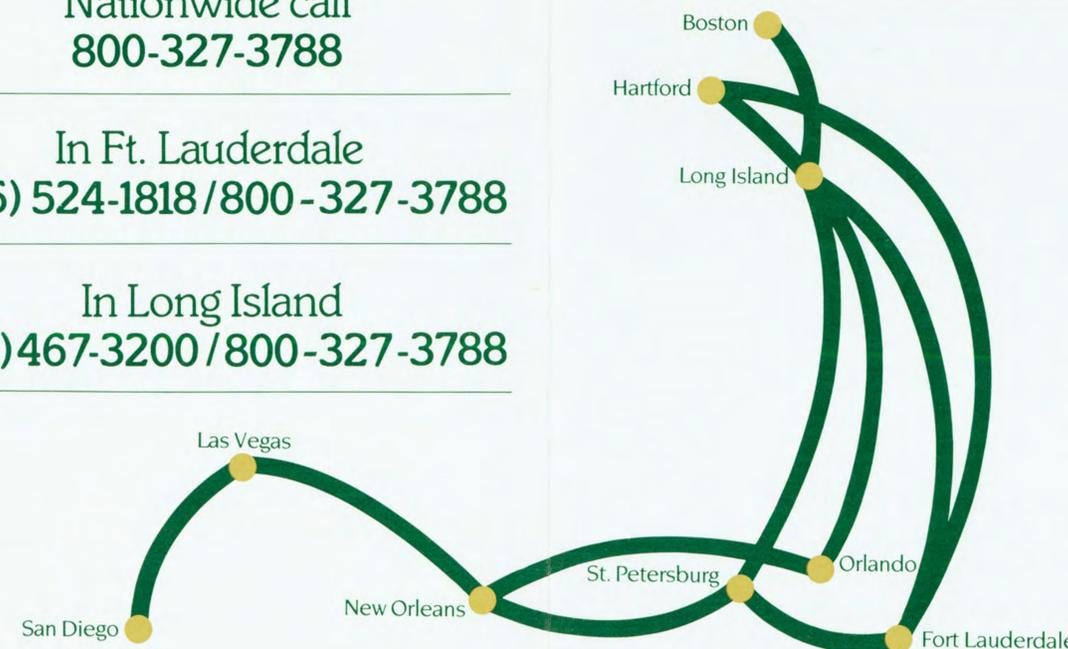 Nationwide call
800-327-3788
In Ft. Lauderdale
) 524-1818/800-327-3788
In Long Island
)467-3200/800-327-3788
Boston
Hartford
Long Island
Las Vegas
St. Petersburg
Orlando
New Orleans
San Diego
Fort Lauderdale